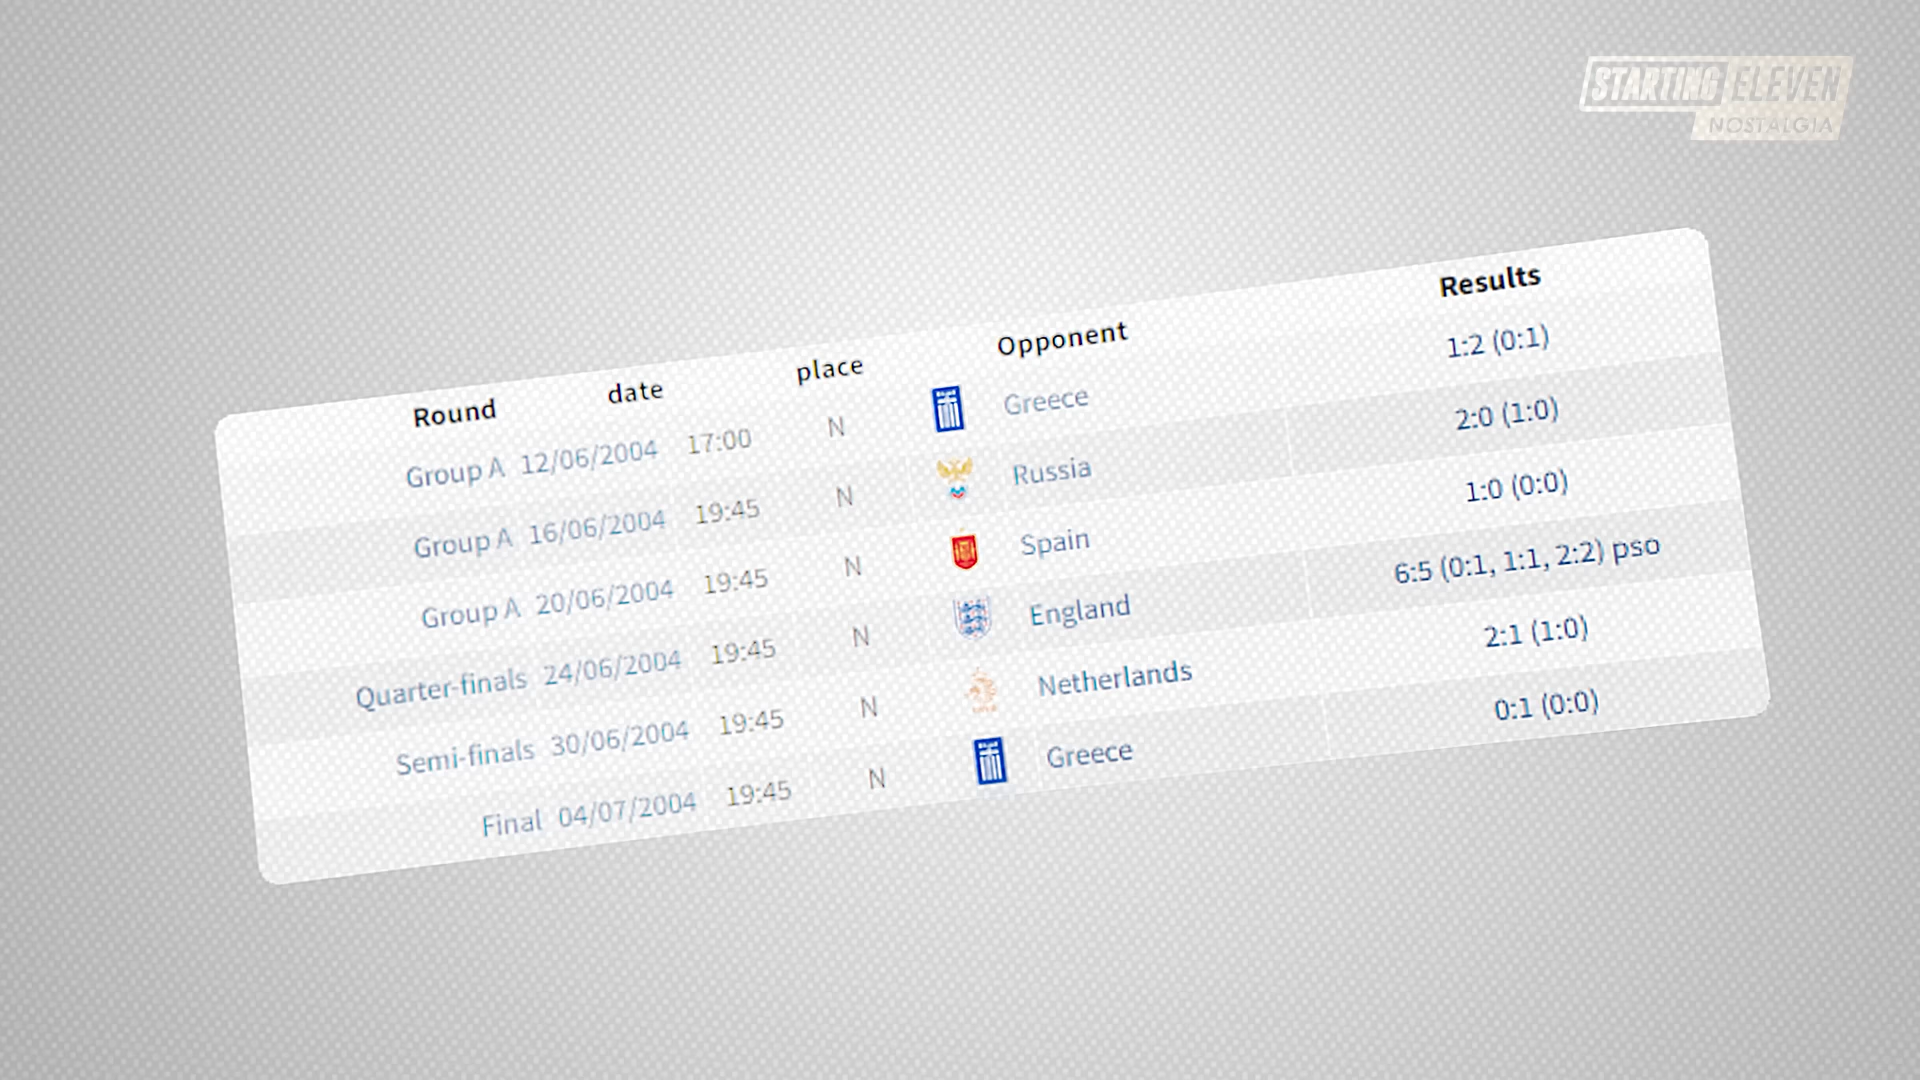 STARTING ELEVEN
NOSTALGIA
Round date place Opponent Results
Group A 12/06/2004 17:00 N Greece 1:2 (0:1)
Group A 16/06/2004 19:45 N Russia 2:0 (1:0)
Group A 20/06/2004 19:45 N Spain 1:0 (0:0)
Quarter-finals 24/06/2004 19:45 N England 6:5 (0:1, 1:1, 2:2) pso
Semi-finals 30/06/2004 19:45 N Netherlands 2:1 (1:0)
Final 04/07/2004 19:45 N Greece 0:1 (0:0)